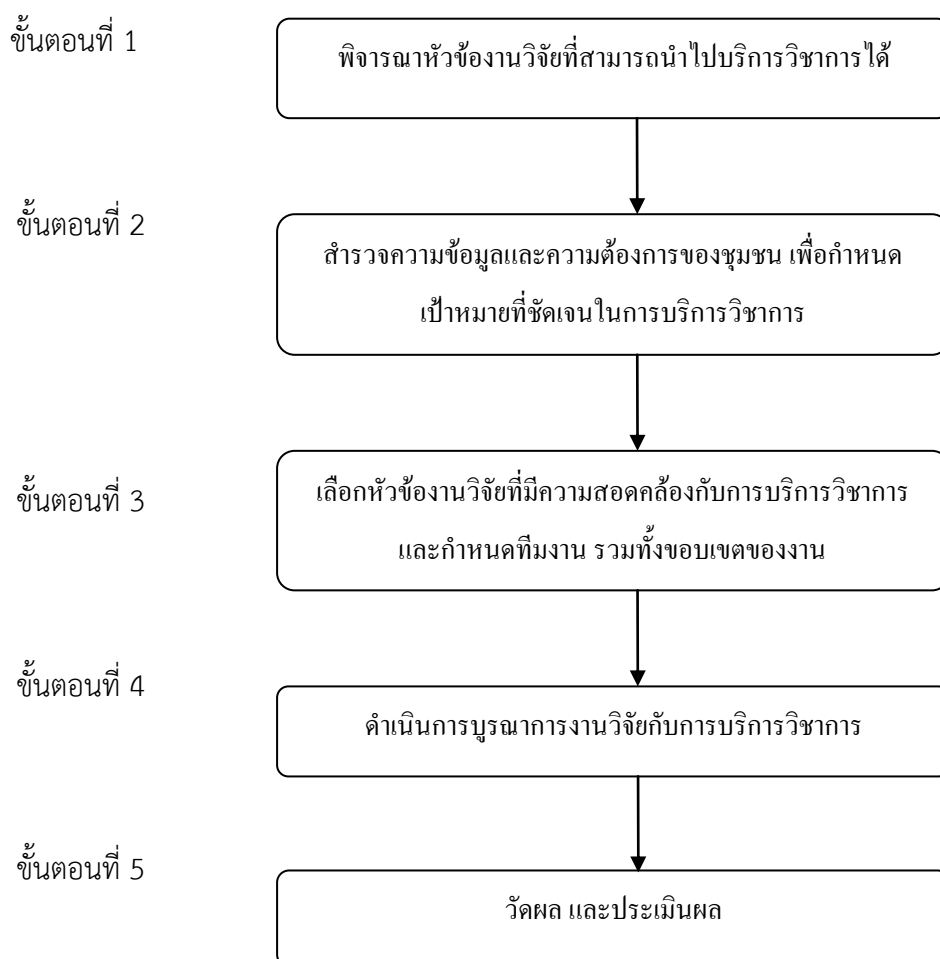 ขั้นตอนที่ 1
พิจารณาหัวข้องานวิจัยที่สามารถนำไปบริการวิชาการได้
ขั้นตอนที่ 2
สำรวจความข้อมูลและความต้องการของชุมชน เพื่อกำหนด
เป้าหมายที่ชัดเจนในการบริการวิชาการ
ขั้นตอนที่ 3
เลือกหัวข้องานวิจัยที่มีความสอดคล้องกับการบริการวิชาการ
และกำหนดทีมงาน รวมทั้งขอบเขตของงาน
ขั้นตอนที่ 4
ดำเนินการบูรณาการงานวิจัยกับการบริการวิชาการ
ขั้นตอนที่ 5
วัดผล และประเมินผล